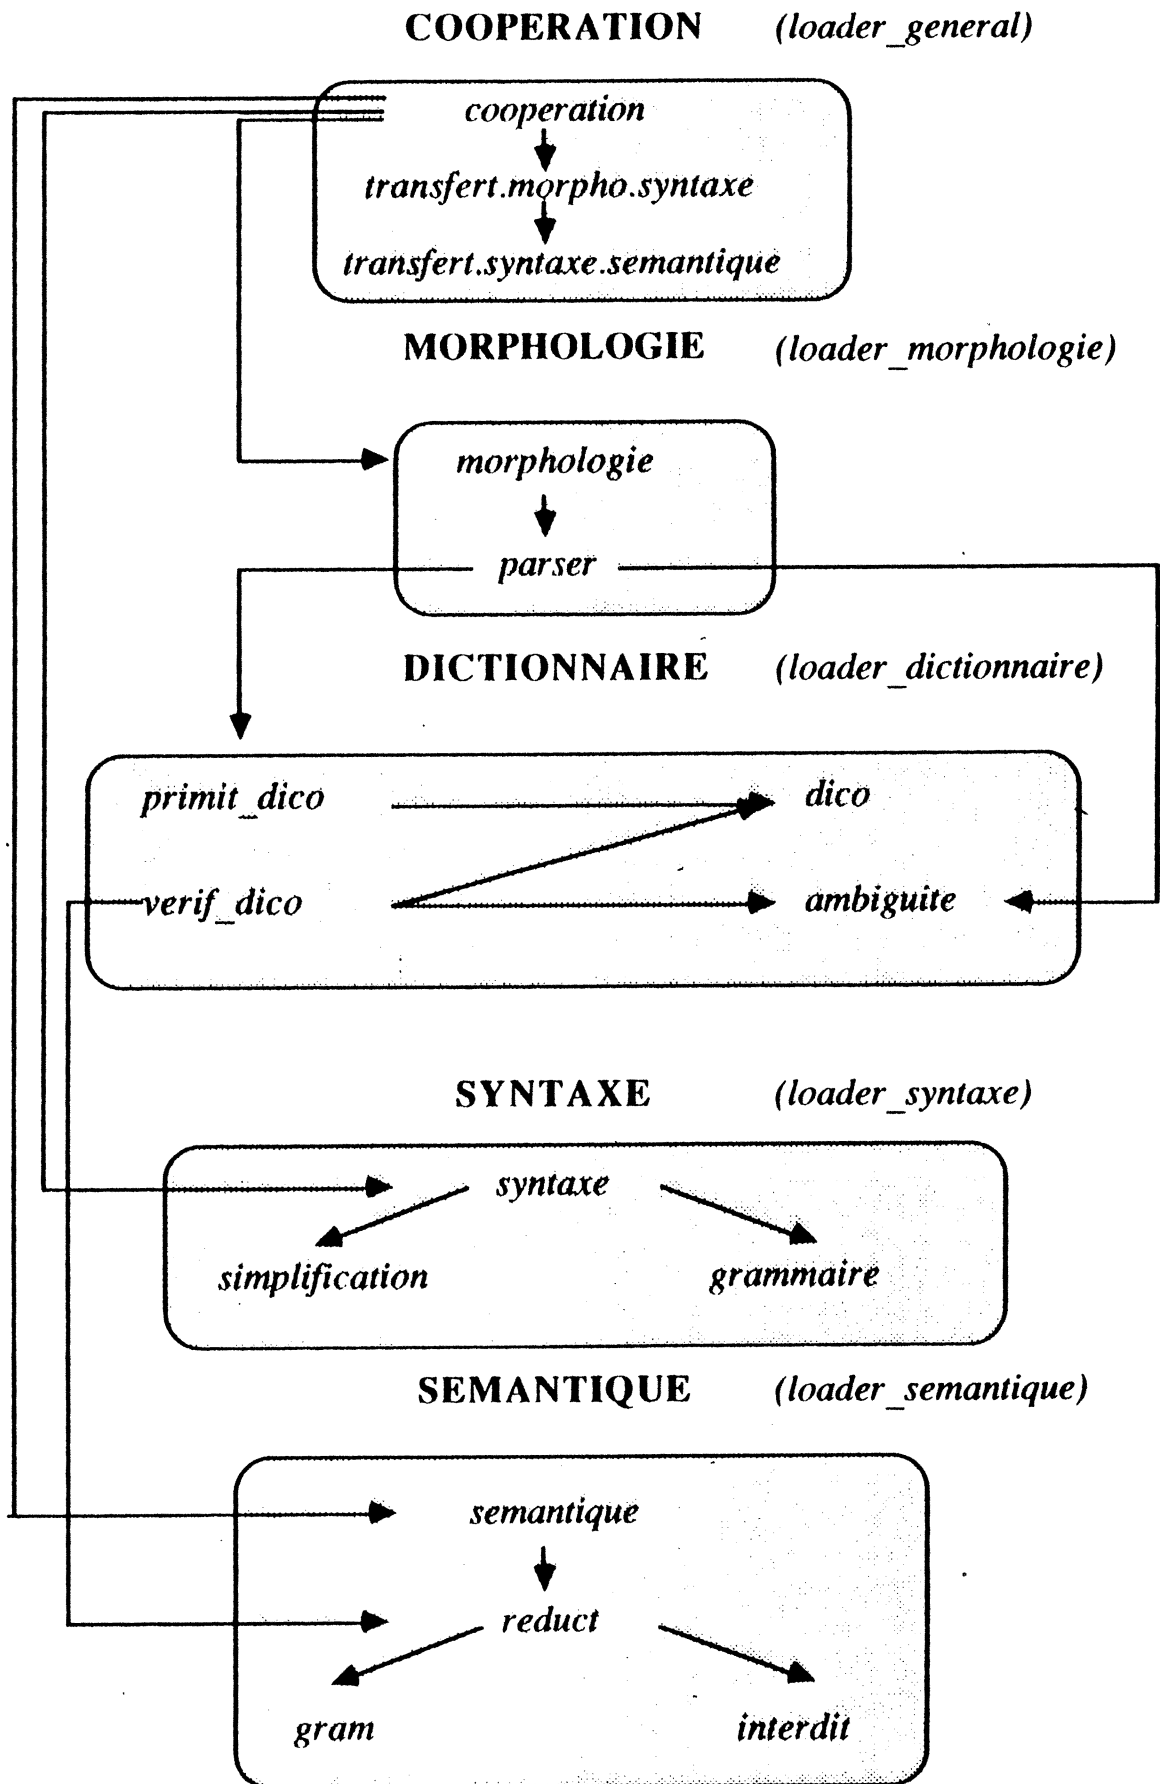 COOPERATION (loader_general)
cooperation
transfert.morpho.syntaxe
transfert.syntaxe.semantique
MORPHOLOGIE (loader_morphologie)
morphologie
parser
DICTIONNAIRE (loader_dictionnaire)
primit_dico dico
verif_dico ambiguite
SYNTAXE (loader_syntaxe)
syntaxe
simplification grammaire
SEMANTIQUE (loader_semantique)
semantique
reduct
gram interdit